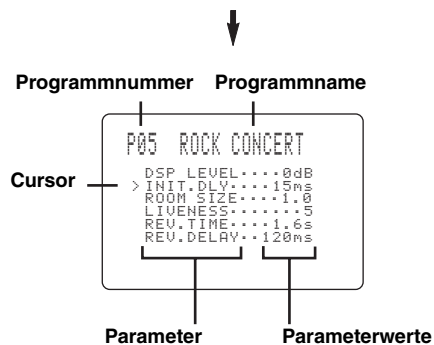 Programmnummer Programmname
P05 ROCK CONCERT
DSP LEVEL····0dB
Cursor >INIT.DLY····15ms
ROOM SIZE····1.0
LIVENESS·······5
REV.TIME····1.6s
REV.DELAY··120ms
Parameter Parameterwerte